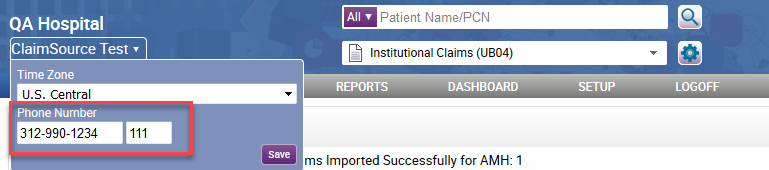 QA Hospital
ClaimSource Test
All
Patient Name/PCN
Institutional Claims (UB04)
Time Zone
U.S. Central
REPORTS
DASHBOARD
SETUP
LOGOFF
Phone Number
312-990-1234
111
Save
ms Imported Successfully for AMH: 1